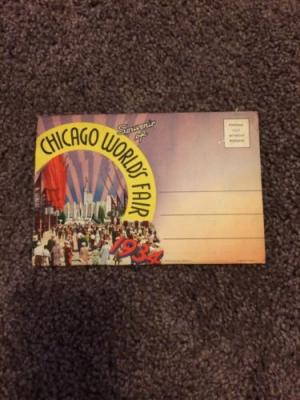 Souvenir
of
CHICAGO WORLD'S FAIR
1934